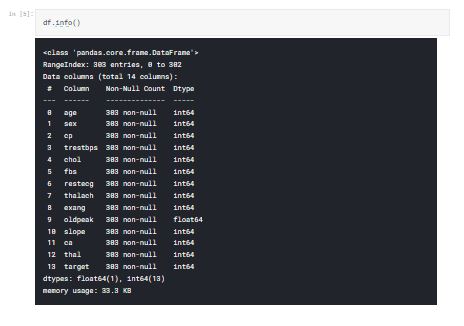 In [5]:
df.info()
<class 'pandas.core.frame.DataFrame'>
RangeIndex: 303 entries, 0 to 302
Data columns (total 14 columns):
 #   Column    Non-Null Count  Dtype
---  ------    --------------  -----
 0   age       303 non-null    int64
 1   sex       303 non-null    int64
 2   cp        303 non-null    int64
 3   trestbps  303 non-null    int64
 4   chol      303 non-null    int64
 5   fbs       303 non-null    int64
 6   restecg   303 non-null    int64
 7   thalach   303 non-null    int64
 8   exang     303 non-null    int64
 9   oldpeak   303 non-null    float64
 10  slope     303 non-null    int64
 11  ca        303 non-null    int64
 12  thal      303 non-null    int64
 13  target    303 non-null    int64
dtypes: float64(1), int64(13)
memory usage: 33.3 KB